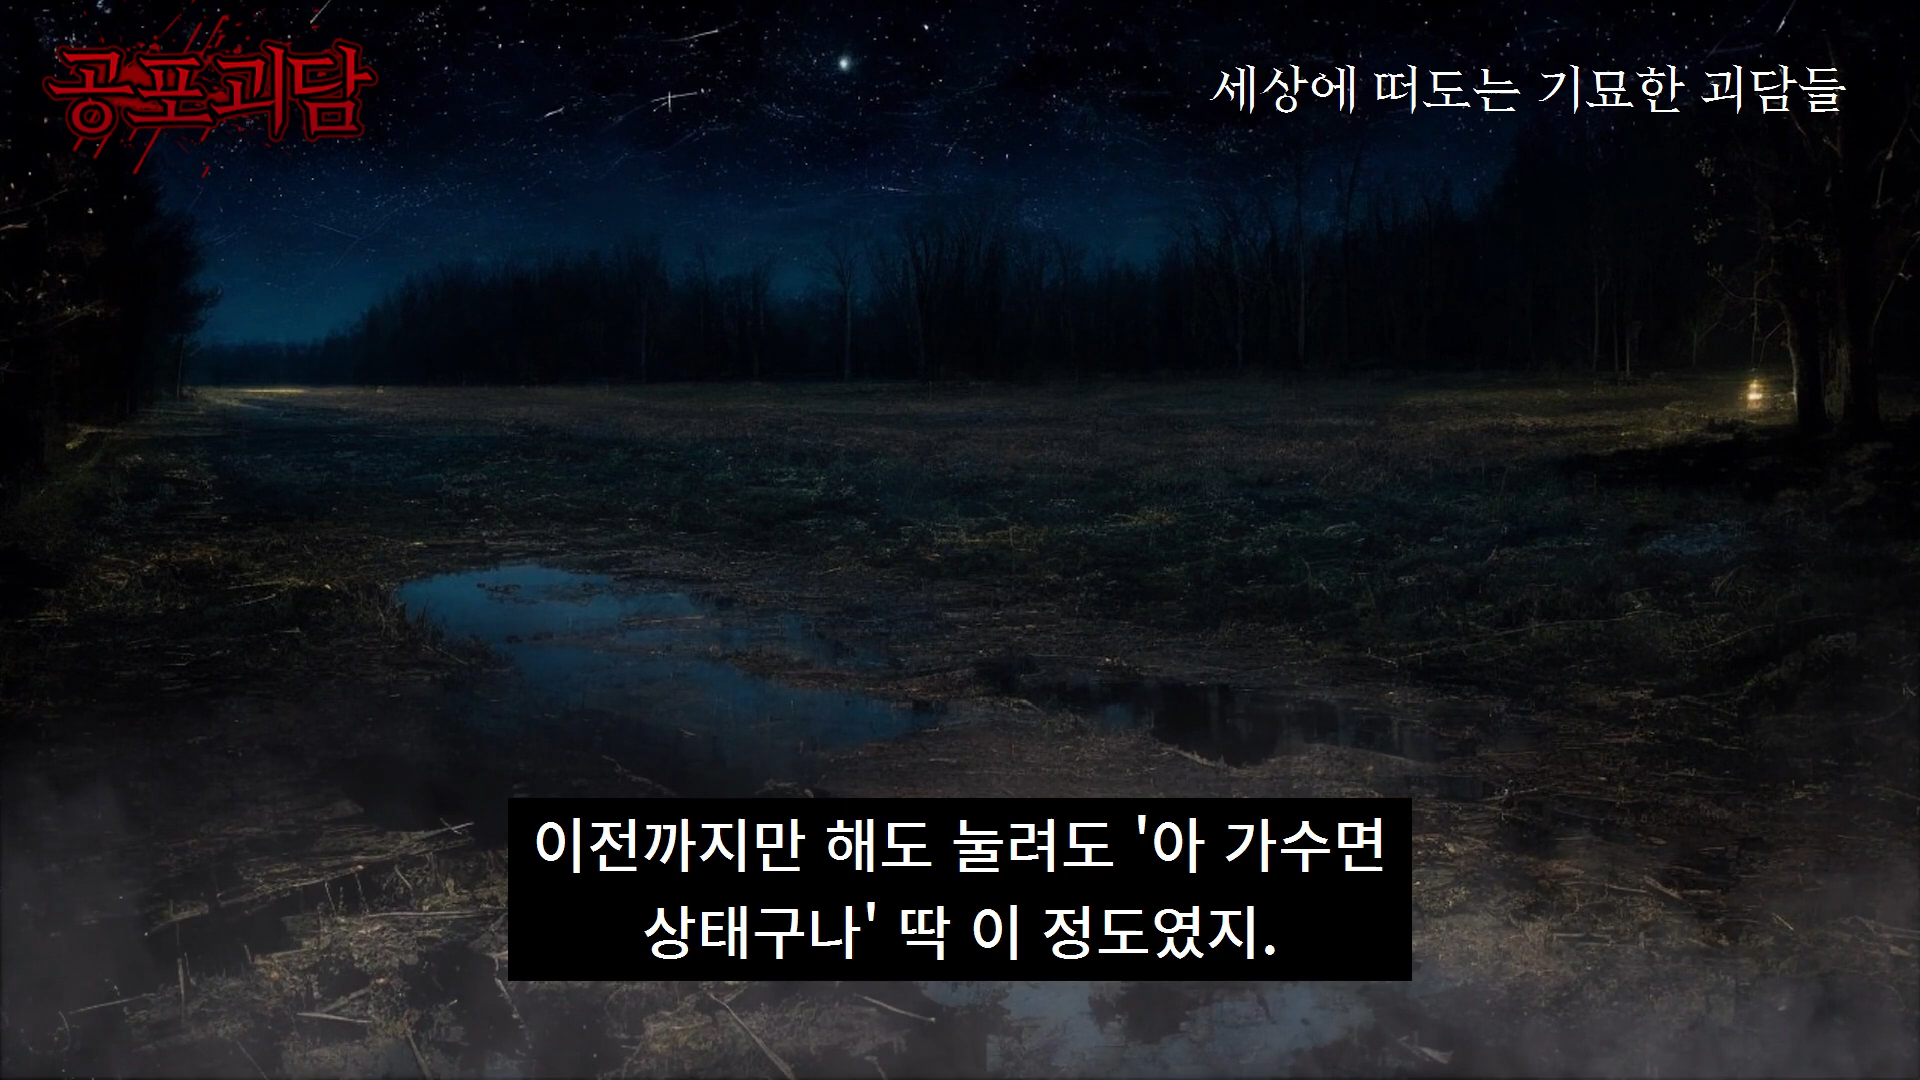 공포괴담
세상에 떠도는 기묘한 괴담들
이전까지만 해도 눌려도 '아 가수면
상태구나' 딱 이 정도였지.